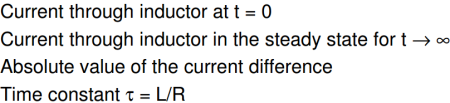 Current through inductor at t = 0
Current through inductor in the steady state for t → ∞
Absolute value of the current difference
Time constant τ = L/R